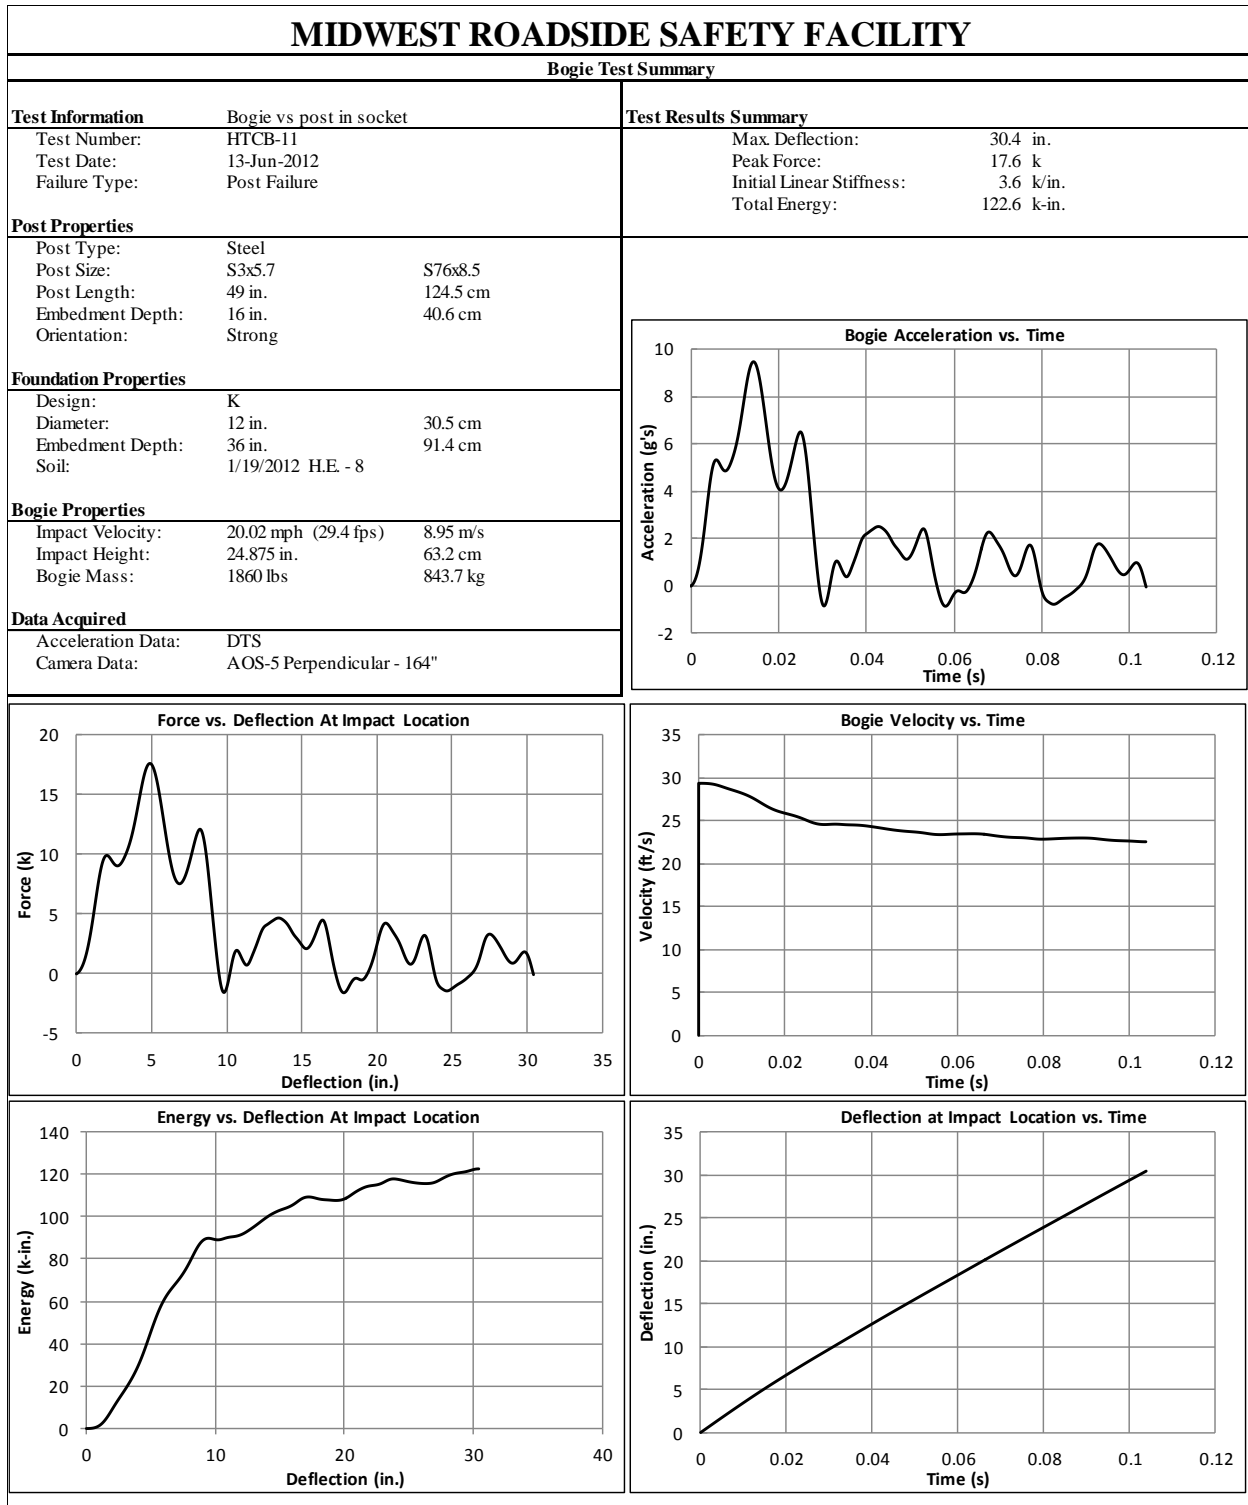 MIDWEST ROADSIDE SAFETY FACILITY
Bogie Test Summary
Test Information Bogie vs post in socket
Test Number: HTCB-11
Test Date: 13-Jun-2012
Failure Type: Post Failure
Post Properties
Post Type: Steel
Post Size: S3x5.7 S76x8.5
Post Length: 49 in. 124.5 cm
Embedment Depth: 16 in. 40.6 cm
Orientation: Strong
Foundation Properties
Design: K
Diameter: 12 in. 30.5 cm
Embedment Depth: 36 in. 91.4 cm
Soil: 1/19/2012 H.E. - 8
Bogie Properties
Impact Velocity: 20.02 mph (29.4 fps) 8.95 m/s
Impact Height: 24.875 in. 63.2 cm
Bogie Mass: 1860 lbs 843.7 kg
Data Acquired
Acceleration Data: DTS
Camera Data: AOS-5 Perpendicular - 164"
Test Results Summary
Max. Deflection: 30.4 in.
Peak Force: 17.6 k
Initial Linear Stiffness: 3.6 k/in.
Total Energy: 122.6 k-in.
Bogie Acceleration vs. Time
Acceleration (g's)
10
8
6
4
2
0
-2
0 0.02 0.04 0.06 0.08 0.1 0.12
Time (s)
Force vs. Deflection At Impact Location
Force (k)
20
15
10
5
0
-5
0 5 10 15 20 25 30 35
Deflection (in.)
Bogie Velocity vs. Time
Velocity (ft/s)
35
30
25
20
15
10
5
0
0 0.02 0.04 0.06 0.08 0.1 0.12
Time (s)
Energy vs. Deflection At Impact Location
Energy (k-in.)
140
120
100
80
60
40
20
0
0 10 20 30 40
Deflection (in.)
Deflection at Impact Location vs. Time
Deflection (in.)
35
30
25
20
15
10
5
0
0 0.02 0.04 0.06 0.08 0.1 0.12
Time (s)